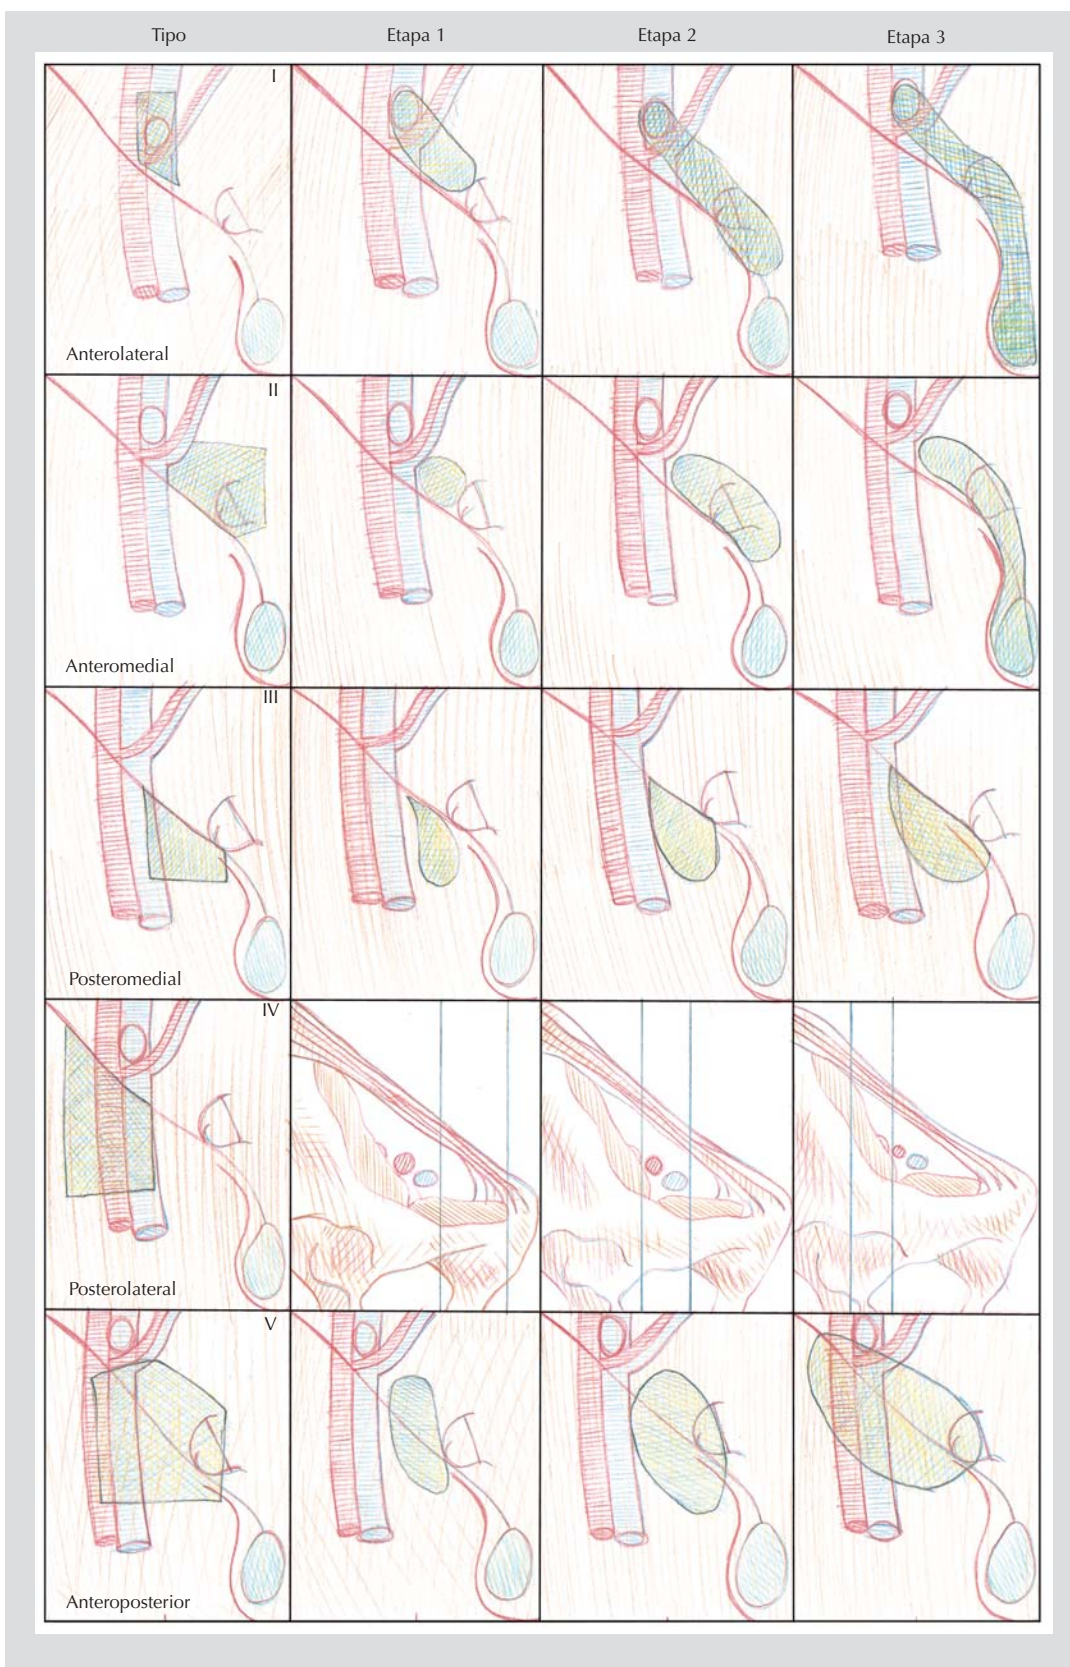 Tipo Etapa 1 Etapa 2 Etapa 3
I
Anterolateral
II
Anteromedial
III
Posteromedial
IV
Posterolateral
V
Anteroposterior